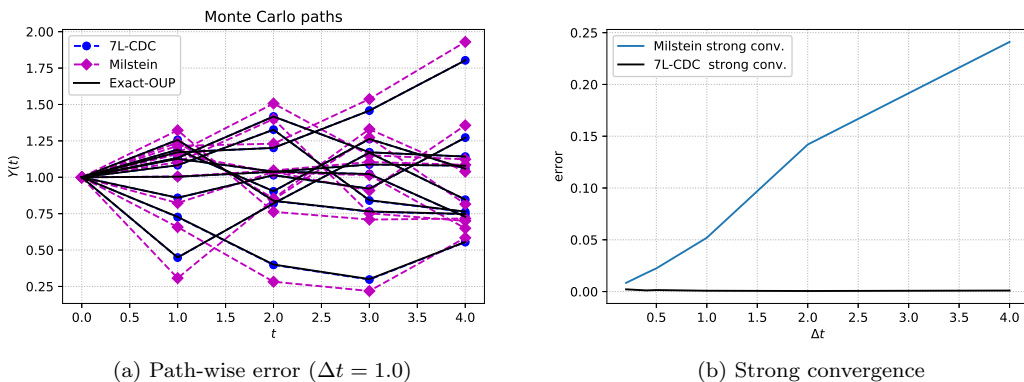 Monte Carlo paths
2.00
1.75
1.50
1.25
1.00
0.75
0.50
0.25
Y(t)
7L-CDC
Milstein
Exact-OUP
0.0 0.5 1.0 1.5 2.0 2.5 3.0 3.5 4.0
t
(a) Path-wise error (Δt = 1.0)
0.25
0.20
0.15
0.10
0.05
0.00
error
Milstein strong conv.
7L-CDC strong conv.
0.5 1.0 1.5 2.0 2.5 3.0 3.5 4.0
Δt
(b) Strong convergence